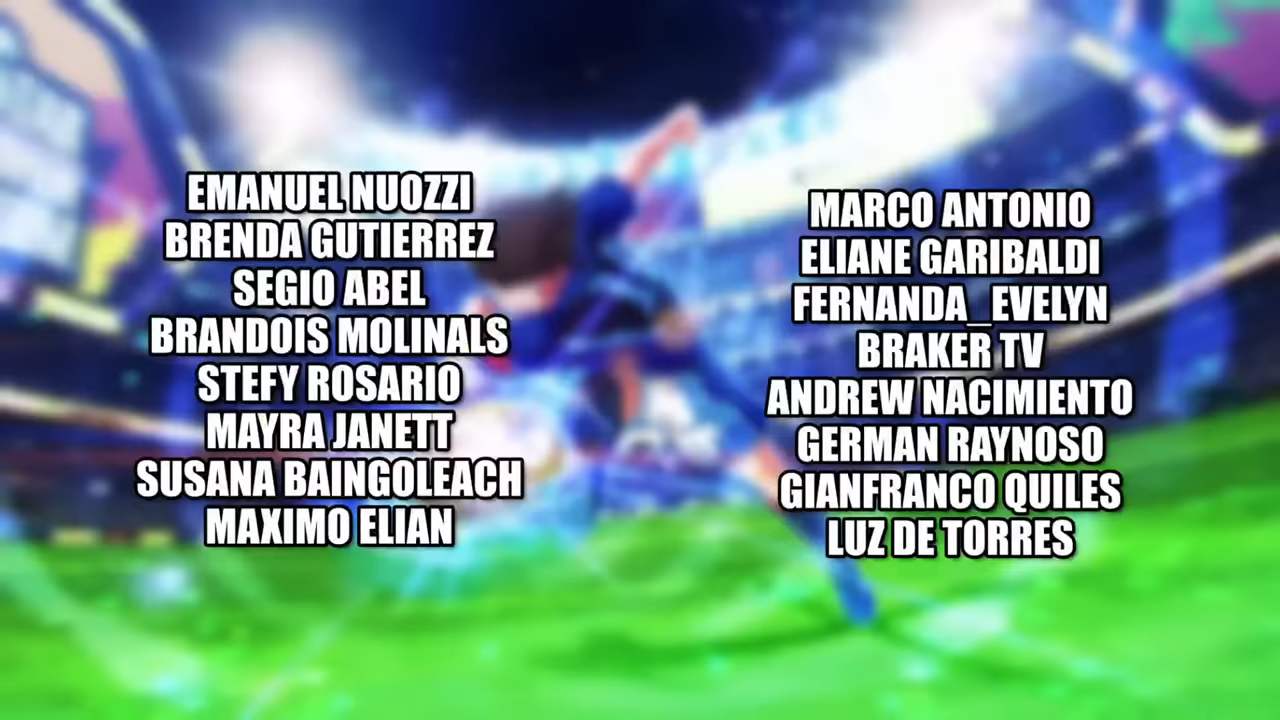 EMANUEL NUOZZI
BRENDA GUTIERREZ
SEGIO ABEL
BRANDOIS MOLINALS
STEFY ROSARIO
MAYRA JANETT
SUSANA BAINGOLEACH
MAXIMO ELIAN
MARCO ANTONIO
ELIANE GARIBALDI
FERNANDA_EVELYN
BRAKER TV
ANDREW NACIMIENTO
GERMAN RAYNOSO
GIANFRANCO QUILES
LUZ DE TORRES